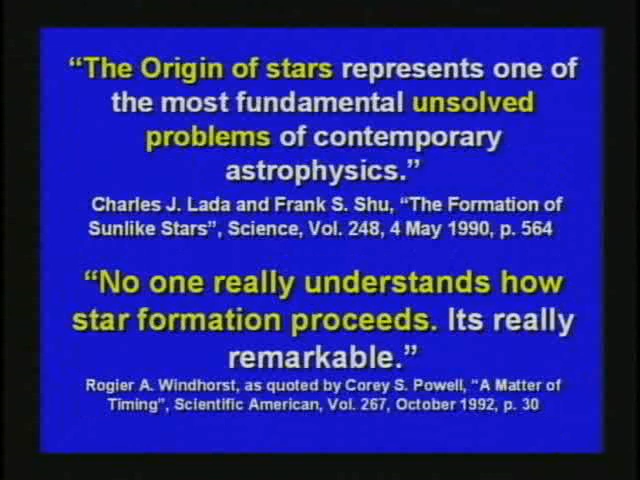 “The Origin of stars represents one of
the most fundamental unsolved
problems of contemporary
astrophysics.”
Charles J. Lada and Frank S. Shu, “The Formation of
Sunlike Stars”, Science, Vol. 248, 4 May 1990, p. 564
“No one really understands how
star formation proceeds. Its really
remarkable.”
Rogier A. Windhorst, as quoted by Corey S. Powell, “A Matter of
Timing”, Scientific American, Vol. 267, October 1992, p. 30